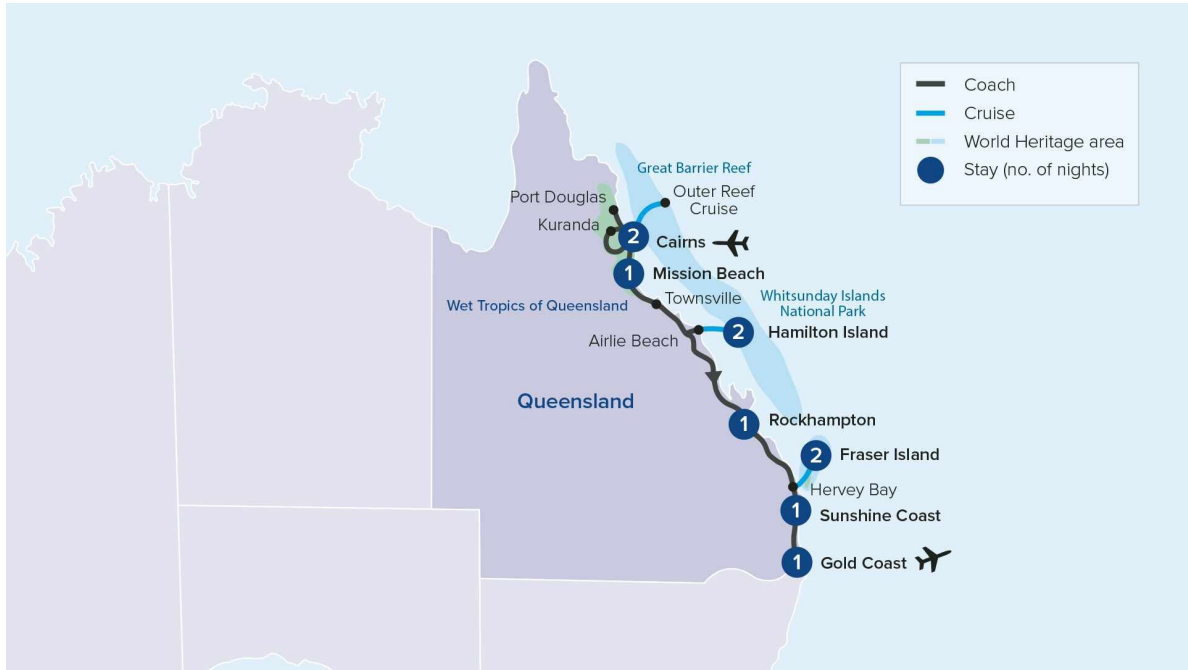 Coach
Cruise
World Heritage area
Stay (no. of nights)
Great Barrier Reef
Port Douglas
Outer Reef
Cruise
Kuranda
2
Cairns
1
Mission Beach
Townsville
Wet Tropics of Queensland
Whitsunday Islands
National Park
2
Hamilton Island
Airlie Beach
Queensland
1
Rockhampton
2
Fraser Island
Hervey Bay
1
Sunshine Coast
1
Gold Coast